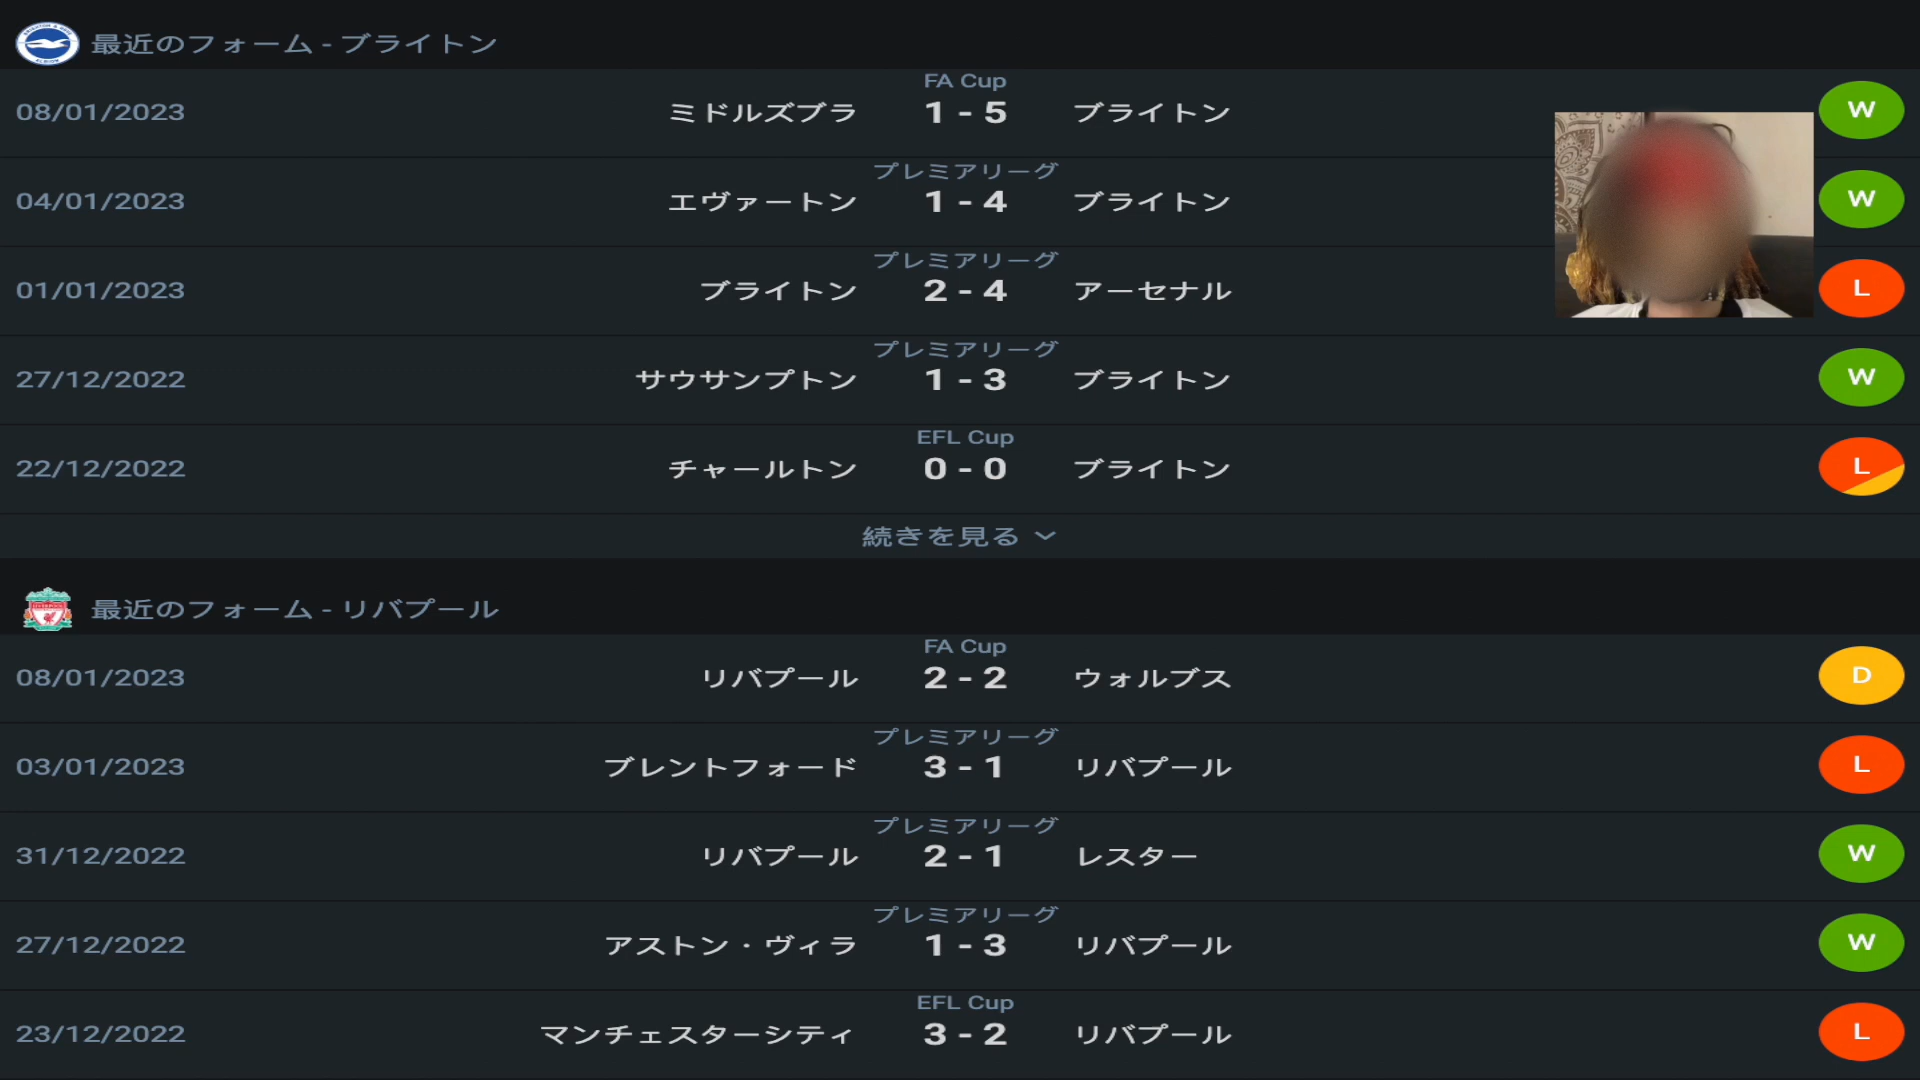 最近のフォーム - ブライトン
FA Cup
08/01/2023 ミドルズブラ 1 - 5 ブライトン W
プレミアリーグ
04/01/2023 エヴァートン 1 - 4 ブライトン W
プレミアリーグ
01/01/2023 ブライトン 2 - 4 アーセナル L
プレミアリーグ
27/12/2022 サウサンプトン 1 - 3 ブライトン W
EFL Cup
22/12/2022 チャールトン 0 - 0 ブライトン L
続きを見る
最近のフォーム - リバプール
FA Cup
08/01/2023 リバプール 2 - 2 ウォルブス D
プレミアリーグ
03/01/2023 ブレントフォード 3 - 1 リバプール L
プレミアリーグ
31/12/2022 リバプール 2 - 1 レスター W
プレミアリーグ
27/12/2022 アストン・ヴィラ 1 - 3 リバプール W
EFL Cup
23/12/2022 マンチェスターシティ 3 - 2 リバプール L